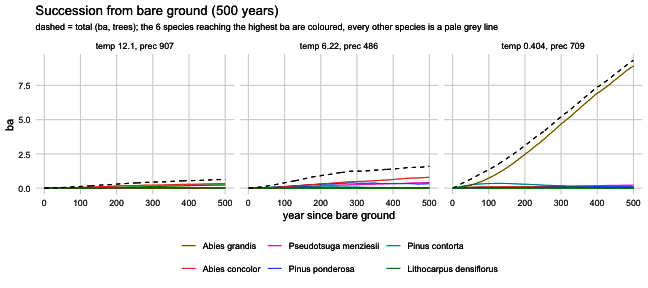 Succession from bare ground (500 years)
dashed = total (ba, trees); the 6 species reaching the highest ba are coloured, every other species is a pale grey line
temp 12.1, prec 907 temp 6.22, prec 486 temp 0.404, prec 709
ba
7.5
5.0
2.5
0.0
0 100 200 300 400 500 0 100 200 300 400 500 0 100 200 300 400 500
year since bare ground
Abies grandis Pseudotsuga menziesii Pinus contorta
Abies concolor Pinus ponderosa Lithocarpus densiflorus